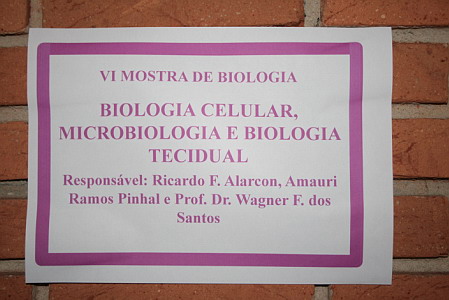 VI MOSTRA DE BIOLOGIA
BIOLOGIA CELULAR,
MICROBIOLOGIA E BIOLOGIA
TECIDUAL
Responsável: Ricardo F. Alarcon, Amauri
Ramos Pinhal e Prof. Dr. Wagner F. dos
Santos